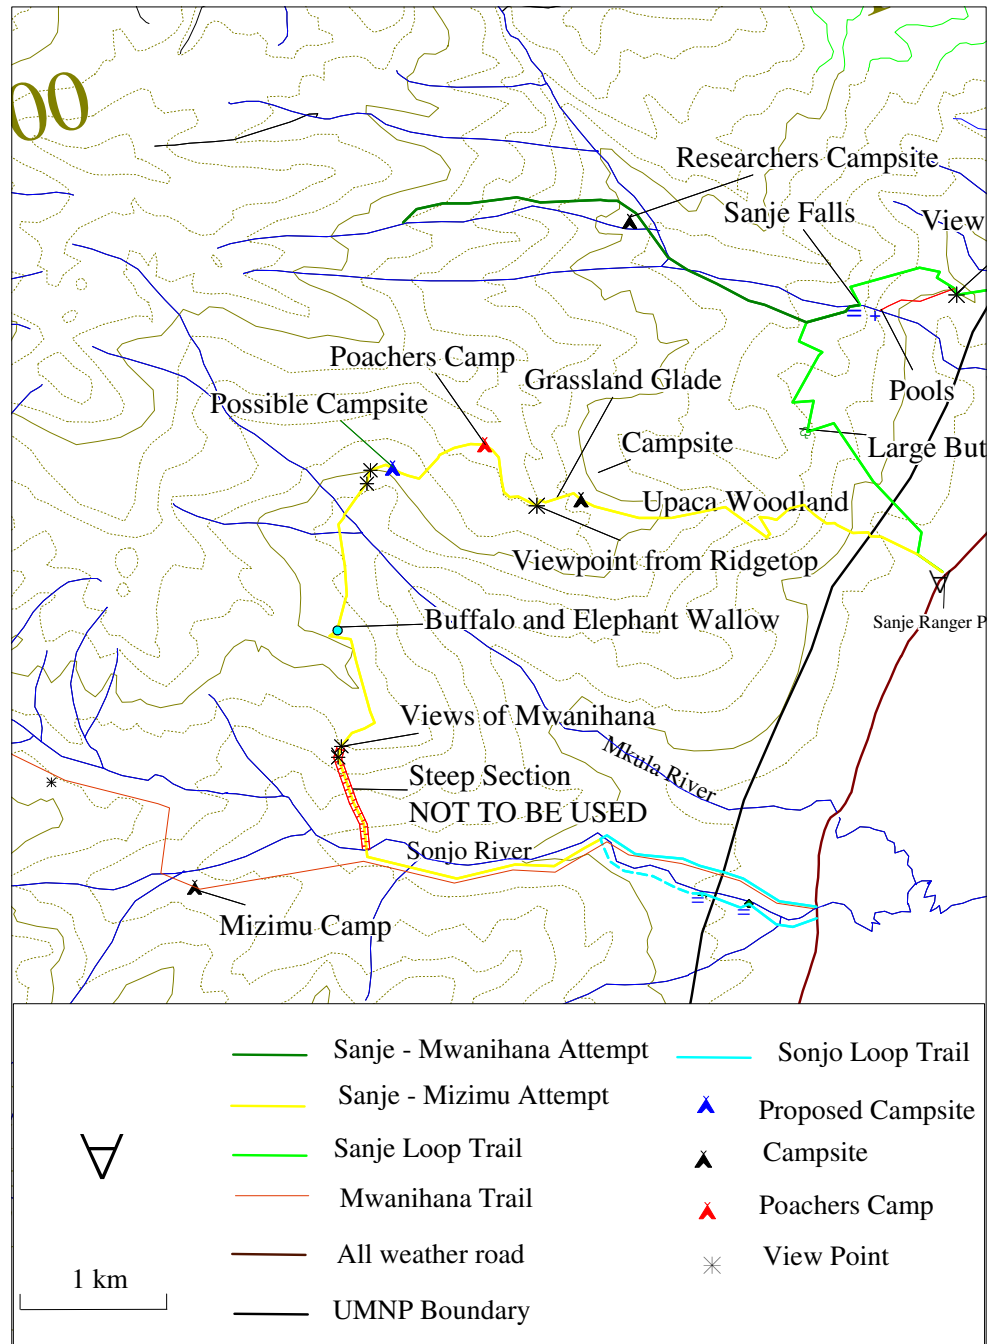 00
Researchers Campsite
Sanje Falls
View
Poachers Camp
Grassland Glade
Possible Campsite
Pools
Campsite
Large But
Upaca Woodland
Viewpoint from Ridgetop
Buffalo and Elephant Wallow
Sanje Ranger P
Views of Mwanihana
Mkula River
Steep Section
NOT TO BE USED
Sonjo River
Mizimu Camp
Sanje - Mwanihana Attempt
Sonjo Loop Trail
Sanje - Mizimu Attempt
Proposed Campsite
Sanje Loop Trail
Campsite
Mwanihana Trail
Poachers Camp
All weather road
View Point
1 km
UMNP Boundary